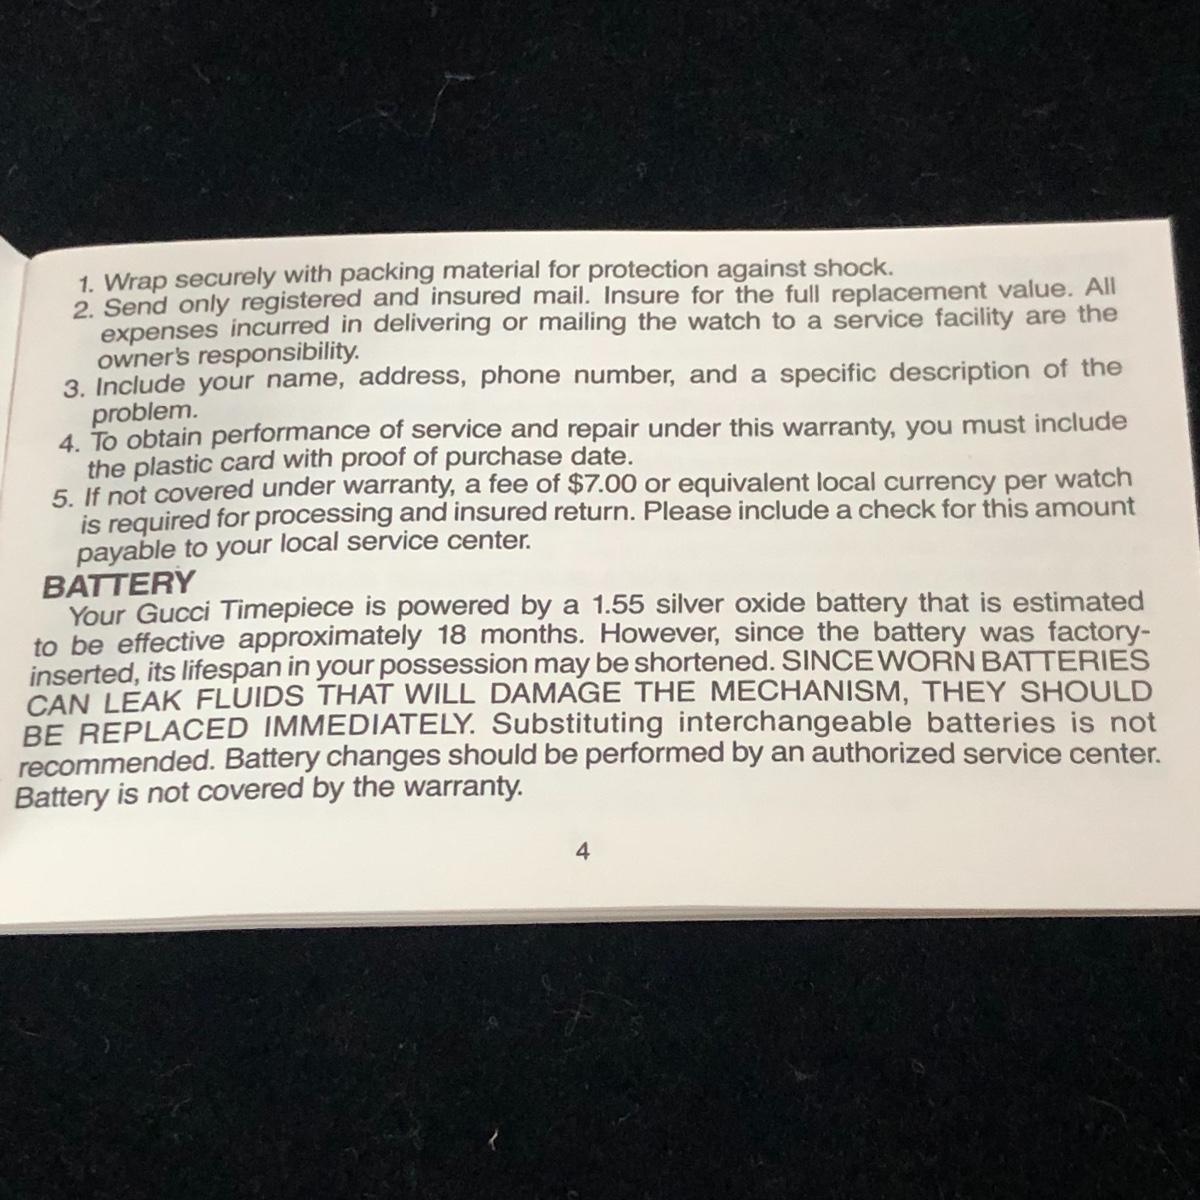 1. Wrap securely with packing material for protection against shock.
2. Send only registered and insured mail. Insure for the full replacement value. All
expenses incurred in delivering or mailing the watch to a service facility are the
owner's responsibility.
3. Include your name, address, phone number, and a specific description of the
problem.
4. To obtain performance of service and repair under this warranty, you must include
the plastic card with proof of purchase date.
5. If not covered under warranty, a fee of $7.00 or equivalent local currency per watch
is required for processing and insured return. Please include a check for this amount
payable to your local service center.
BATTERY
Your Gucci Timepiece is powered by a 1.55 silver oxide battery that is estimated
to be effective approximately 18 months. However, since the battery was factory-
inserted, its lifespan in your possession may be shortened. SINCE WORN BATTERIES
CAN LEAK FLUIDS THAT WILL DAMAGE THE MECHANISM, THEY SHOULD
BE REPLACED IMMEDIATELY. Substituting interchangeable batteries is not
recommended. Battery changes should be performed by an authorized service center.
Battery is not covered by the warranty.
4